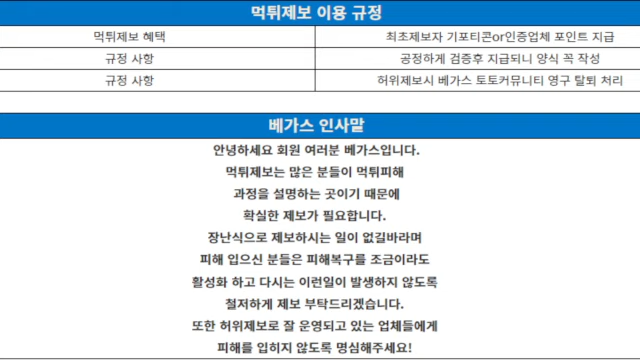 먹튀제보 이용 규정
먹튀제보 혜택 최초제보자 기포티콘or인증업체 포인트 지급
규정 사항 공정하게 검증후 지급되니 양식 꼭 작성
규정 사항 허위제보시 베가스 토토커뮤니티 영구 탈퇴 처리
베가스 인사말
안녕하세요 회원 여러분 베가스입니다.
먹튀제보는 많은 분들이 먹튀피해
과정을 설명하는 곳이기 때문에
확실한 제보가 필요합니다.
장난식으로 제보하시는 일이 없길바라며
피해 입으신 분들은 피해복구를 조금이라도
활성화 하고 다시는 이런일이 발생하지 않도록
철저하게 제보 부탁드리겠습니다.
또한 허위제보로 잘 운영되고 있는 업체들에게
피해를 입히지 않도록 명심해주세요!